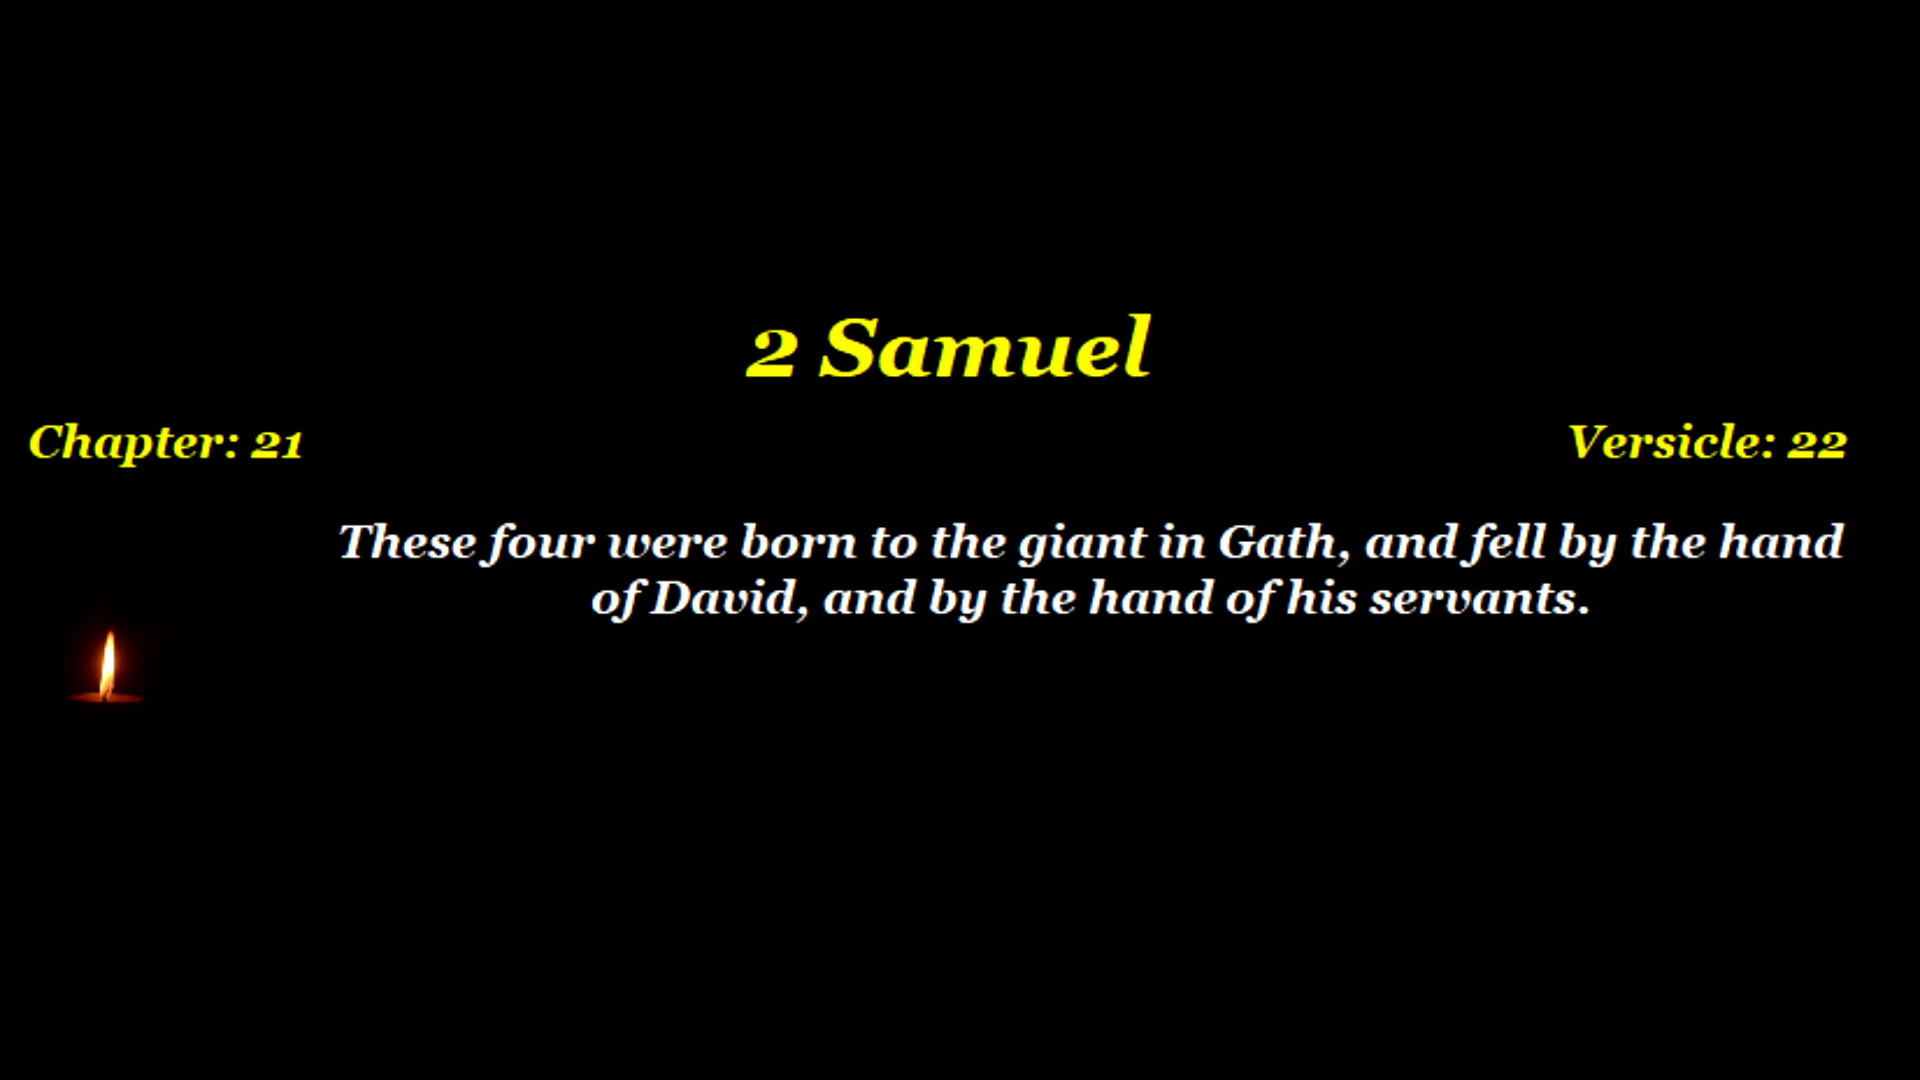 2 Samuel
Chapter: 21
Versicle: 22
These four were born to the giant in Gath, and fell by the hand
of David, and by the hand of his servants.